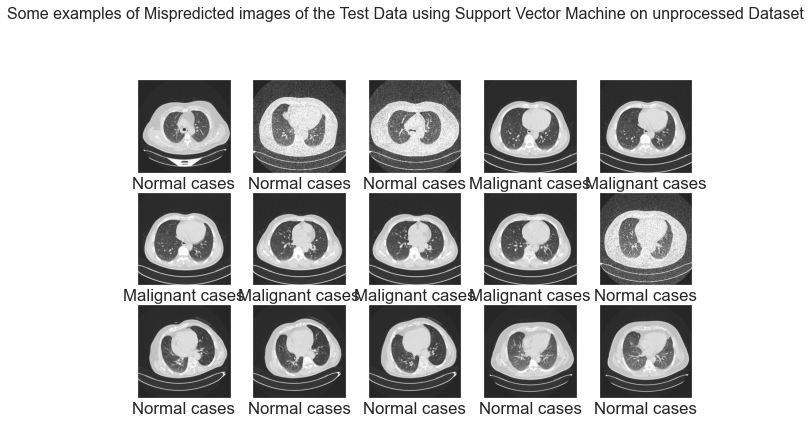 Some examples of Mispredicted images of the Test Data using Support Vector Machine on unprocessed Dataset
Normal cases Normal cases Normal cases Malignant cases Malignant cases
Malignant cases Malignant cases Malignant cases Malignant cases Normal cases
Normal cases Normal cases Normal cases Normal cases Normal cases